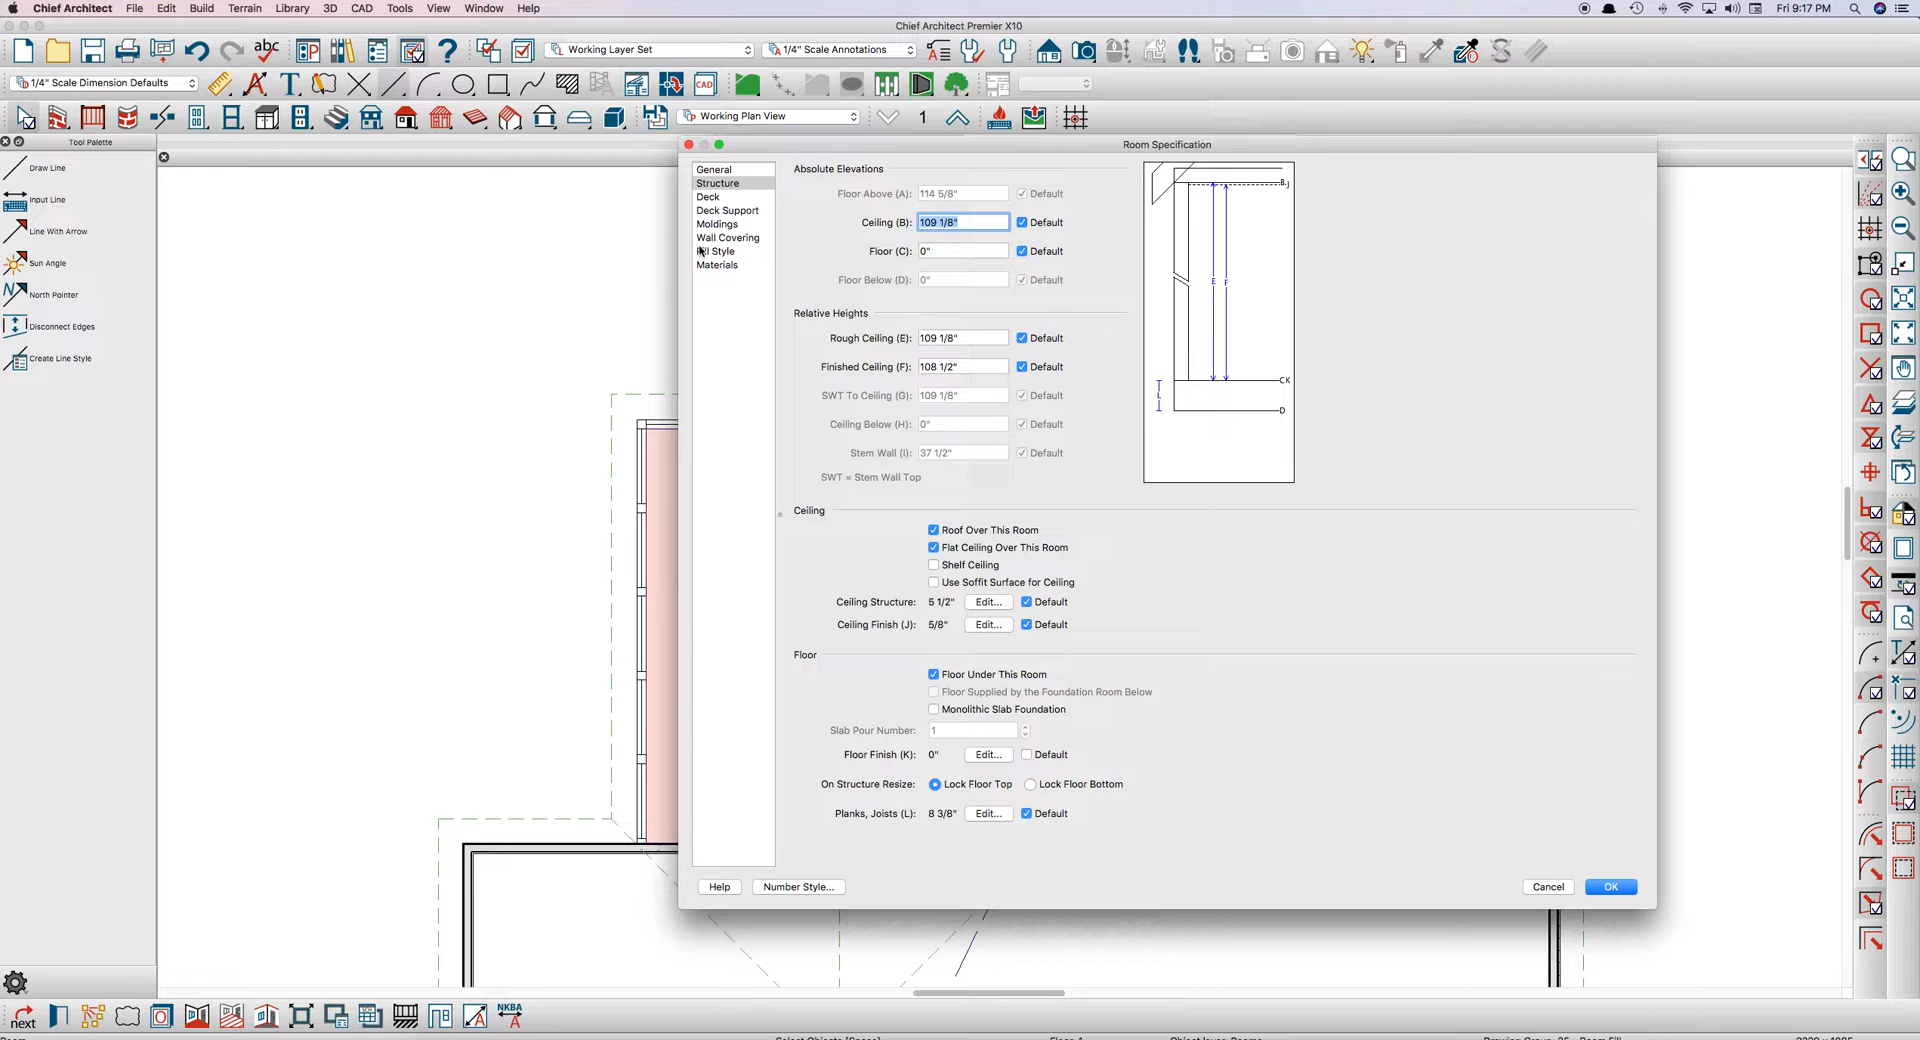 Chief Architect File Edit Build Terrain Library 3D CAD Tools View Window Help Fri 9:17 PM
Chief Architect Premier X10
Working Layer Set 1/4" Scale Annotations
1/4" Scale Dimension Defaults
CAD
Working Plan View 1
Tool Palette
Draw Line
Input Line
Line With Arrow
Sun Angle
North Pointer
Disconnect Edges
Create Line Style
Room Specification
General
Structure
Deck
Deck Support
Moldings
Wall Covering
Fill Style
Materials
Absolute Elevations
Floor Above (A): 114 5/8" Default
Ceiling (B): 109 1/8" Default
Floor (C): 0" Default
Floor Below (D): 0" Default
Relative Heights
Rough Ceiling (E): 109 1/8" Default
Finished Ceiling (F): 108 1/2" Default
SWT To Ceiling (G): 109 1/8" Default
Ceiling Below (H): 0" Default
Stem Wall (I): 37 1/2" Default
SWT = Stem Wall Top
B J
E F
CK
L
D
Ceiling
Roof Over This Room
Flat Ceiling Over This Room
Shelf Ceiling
Use Soffit Surface for Ceiling
Ceiling Structure: 5 1/2" Edit... Default
Ceiling Finish (J): 5/8" Edit... Default
Floor
Floor Under This Room
Floor Supplied by the Foundation Room Below
Monolithic Slab Foundation
Slab Pour Number: 1
Floor Finish (K): 0" Edit... Default
On Structure Resize: Lock Floor Top Lock Floor Bottom
Planks, Joists (L): 8 3/8" Edit... Default
Help Number Style... Cancel OK
next NKBA